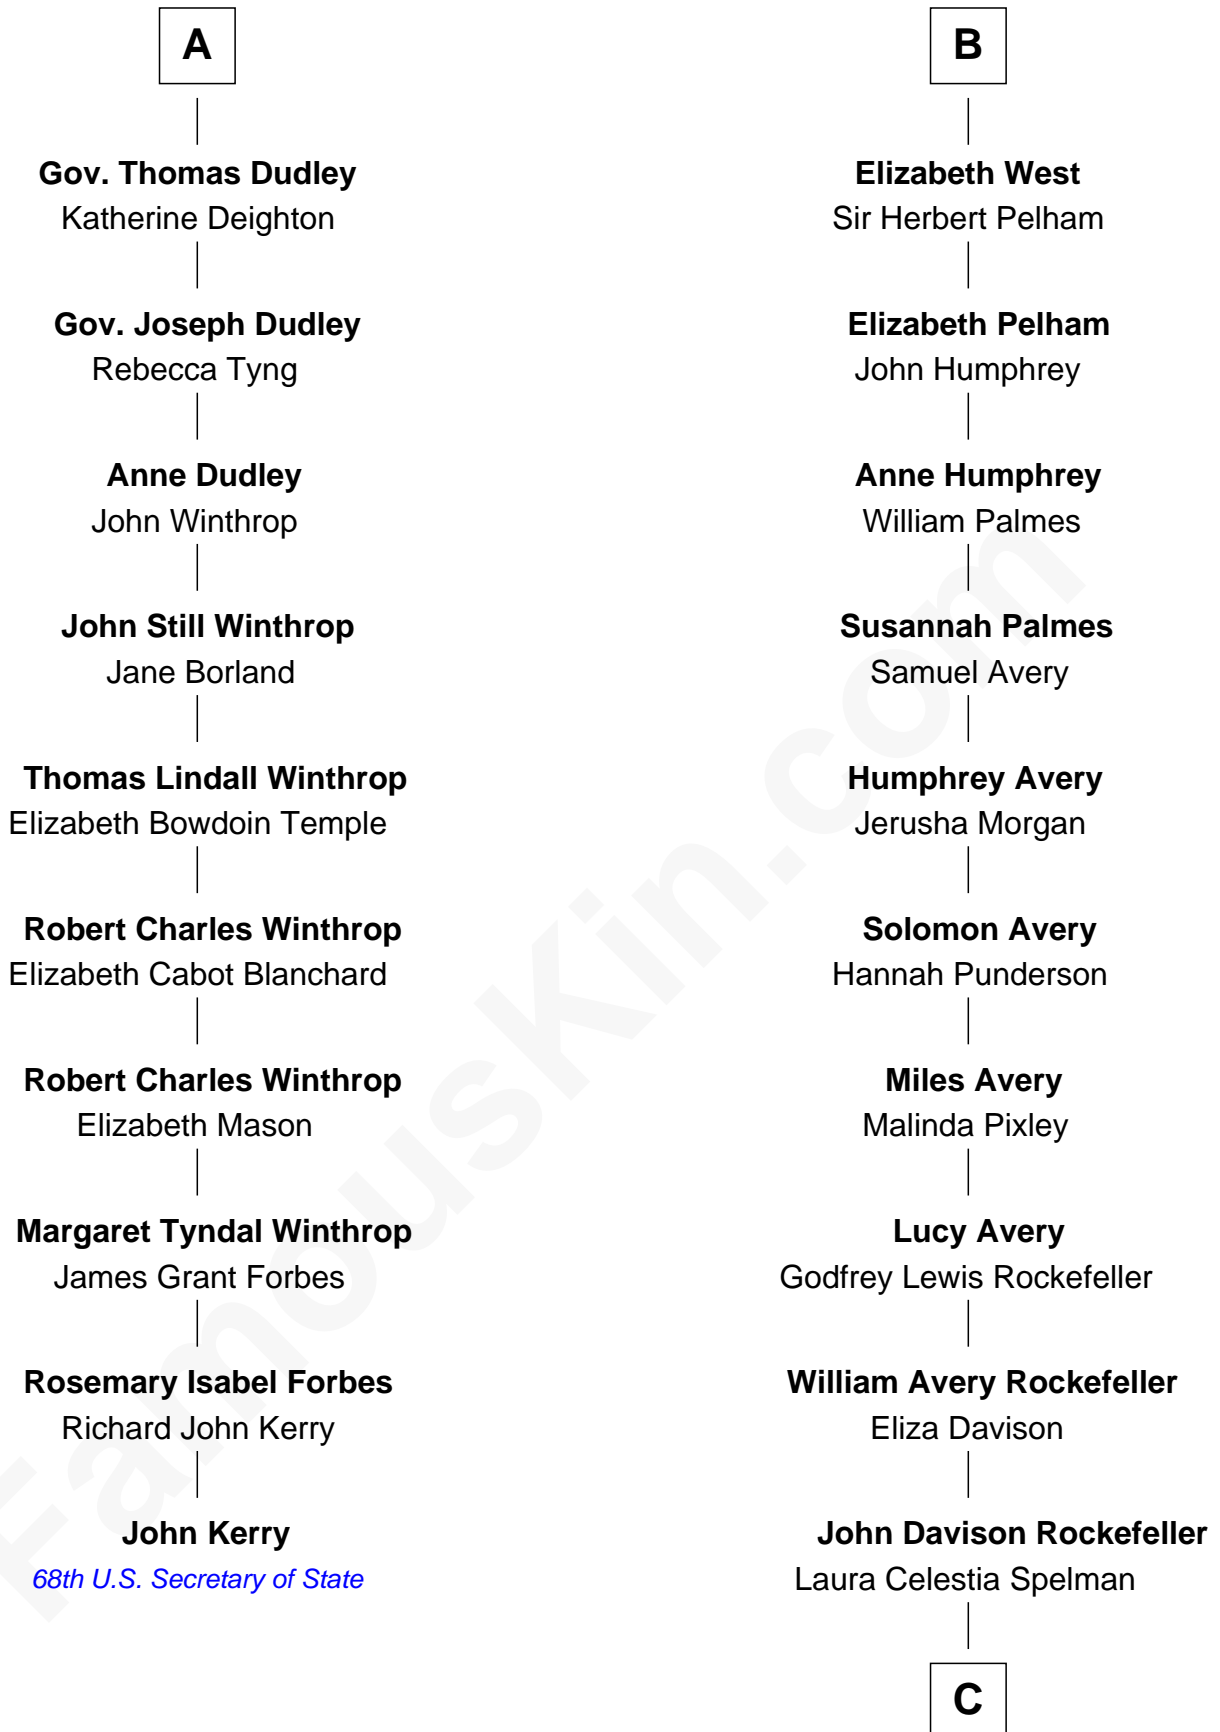 A
Gov. Thomas Dudley
Katherine Deighton
Gov. Joseph Dudley
Rebecca Tyng
Anne Dudley
John Winthrop
John Still Winthrop
Jane Borland
Thomas Lindall Winthrop
Elizabeth Bowdoin Temple
Robert Charles Winthrop
Elizabeth Cabot Blanchard
Robert Charles Winthrop
Elizabeth Mason
Margaret Tyndal Winthrop
James Grant Forbes
Rosemary Isabel Forbes
Richard John Kerry
John Kerry
68th U.S. Secretary of State
B
Elizabeth West
Sir Herbert Pelham
Elizabeth Pelham
John Humphrey
Anne Humphrey
William Palmes
Susannah Palmes
Samuel Avery
Humphrey Avery
Jerusha Morgan
Solomon Avery
Hannah Punderson
Miles Avery
Malinda Pixley
Lucy Avery
Godfrey Lewis Rockefeller
William Avery Rockefeller
Eliza Davison
John Davison Rockefeller
Laura Celestia Spelman
C
FamousKin.com